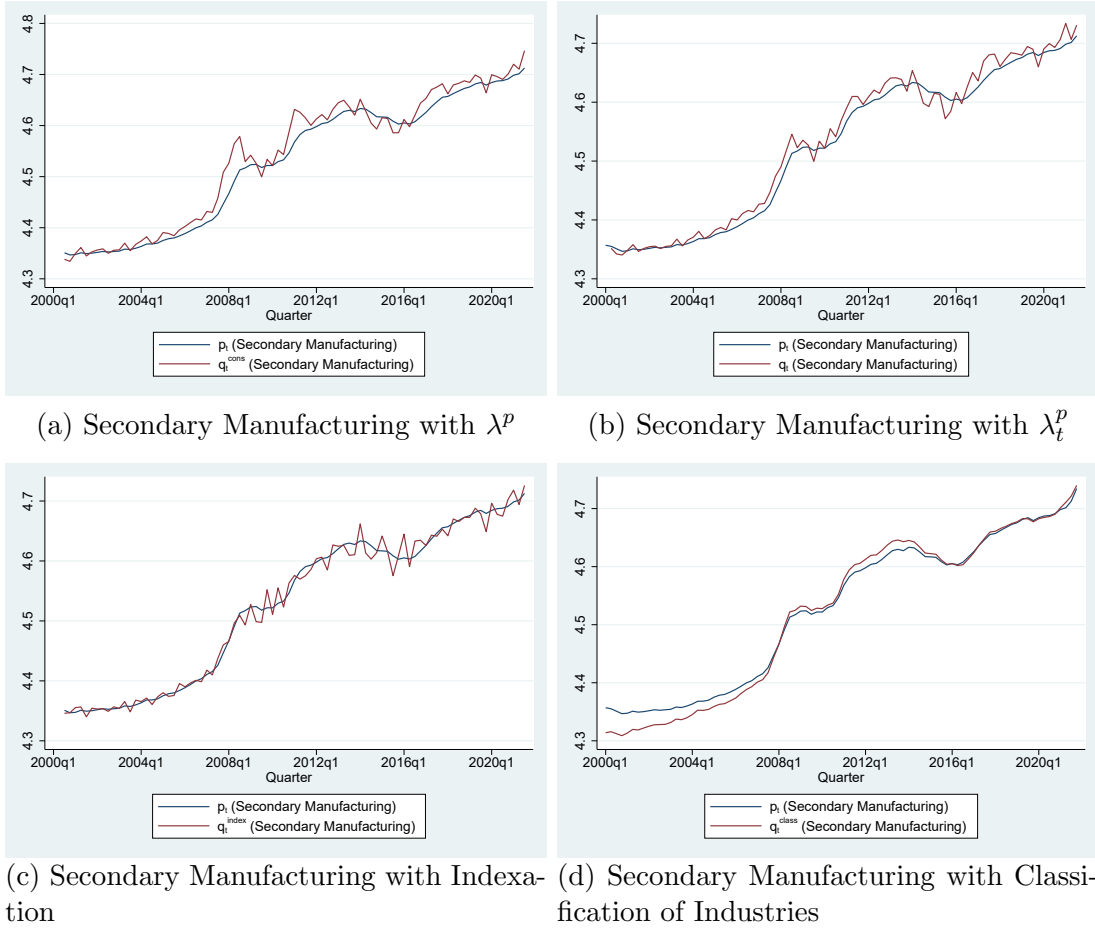 4.8
4.7
4.6
4.5
4.4
4.3
2000q1 2004q1 2008q1 2012q1 2016q1 2020q1
Quarter
pₜ (Secondary Manufacturing)
qₜᶜᵒⁿˢ (Secondary Manufacturing)
(a) Secondary Manufacturing with λᵖ
4.7
4.6
4.5
4.4
4.3
2000q1 2004q1 2008q1 2012q1 2016q1 2020q1
Quarter
pₜ (Secondary Manufacturing)
qₜ (Secondary Manufacturing)
(b) Secondary Manufacturing with λₜᵖ
4.7
4.6
4.5
4.4
4.3
2000q1 2004q1 2008q1 2012q1 2016q1 2020q1
Quarter
pₜ (Secondary Manufacturing)
qₜⁱⁿᵈᵉˣ (Secondary Manufacturing)
(c) Secondary Manufacturing with Indexa-
tion
4.7
4.6
4.5
4.4
4.3
2000q1 2004q1 2008q1 2012q1 2016q1 2020q1
Quarter
pₜ (Secondary Manufacturing)
qₜᶜˡᵃˢˢ (Secondary Manufacturing)
(d) Secondary Manufacturing with Classi-
fication of Industries